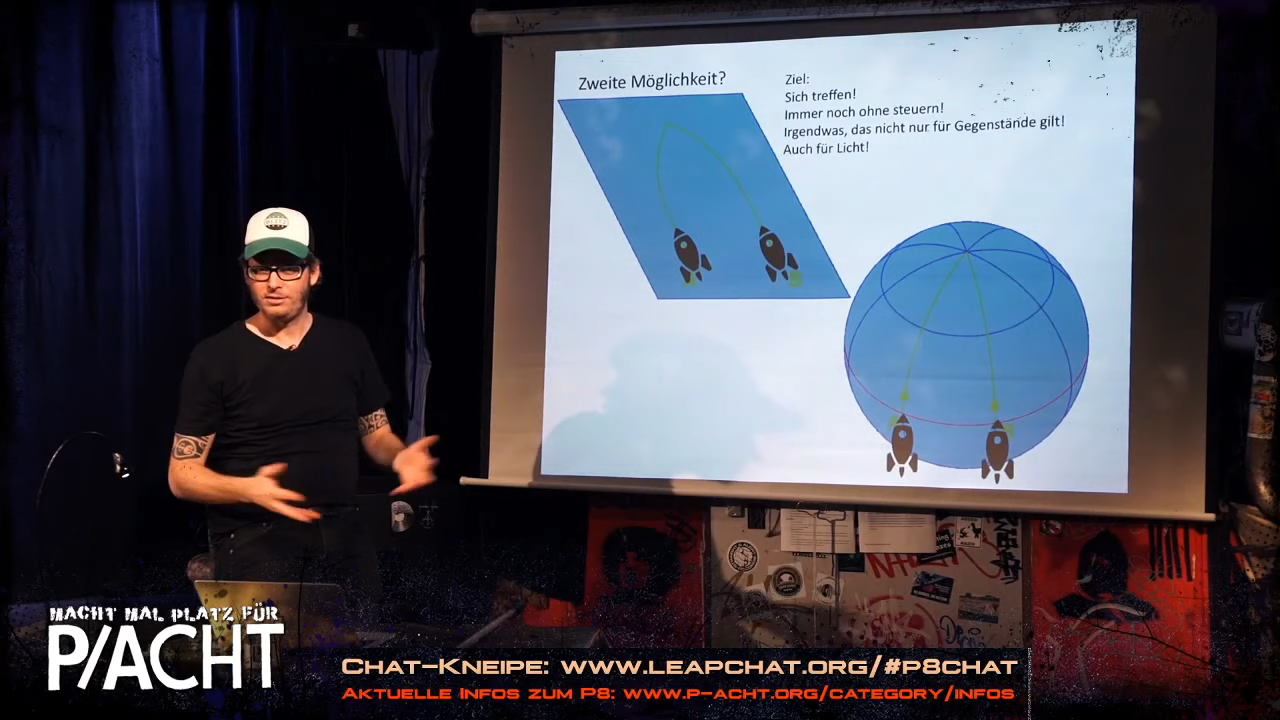 Zweite Möglichkeit?
Ziel:
Sich treffen!
Immer noch ohne steuern!
Irgendwas, das nicht nur für Gegenstände gilt!
Auch für Licht!
MACHT MAL PLATZ FÜR
P/ACHT
Chat-Kneipe: www.leapchat.org/#p8chat
Aktuelle Infos zum P8: www.p-acht.org/category/infos